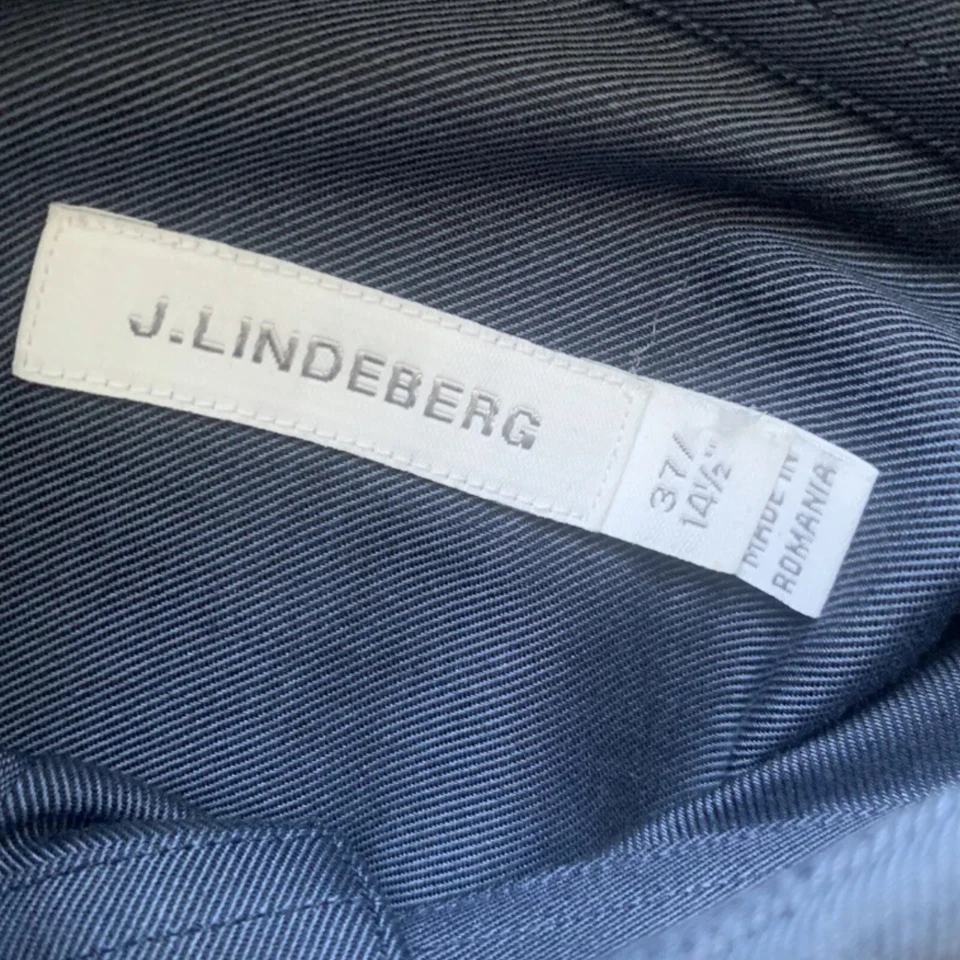 J.LINDEBERG
37/
14½"
MADE IN
ROMANIA